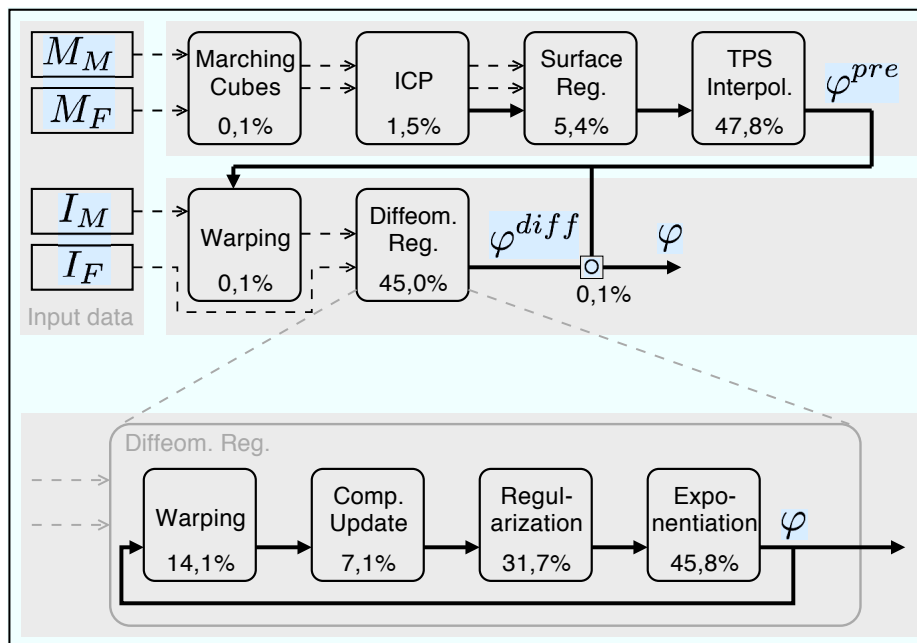 M_M
M_F
Marching
Cubes
0,1%
ICP
1,5%
Surface
Reg.
5,4%
TPS
Interpol.
47,8%
φ^{pre}
I_M
I_F
Input data
Warping
0,1%
Diffeom.
Reg.
45,0%
φ^{diff}
φ
0,1%
Diffeom. Reg.
Warping
14,1%
Comp.
Update
7,1%
Regul-
arization
31,7%
Expo-
nentiation
45,8%
φ